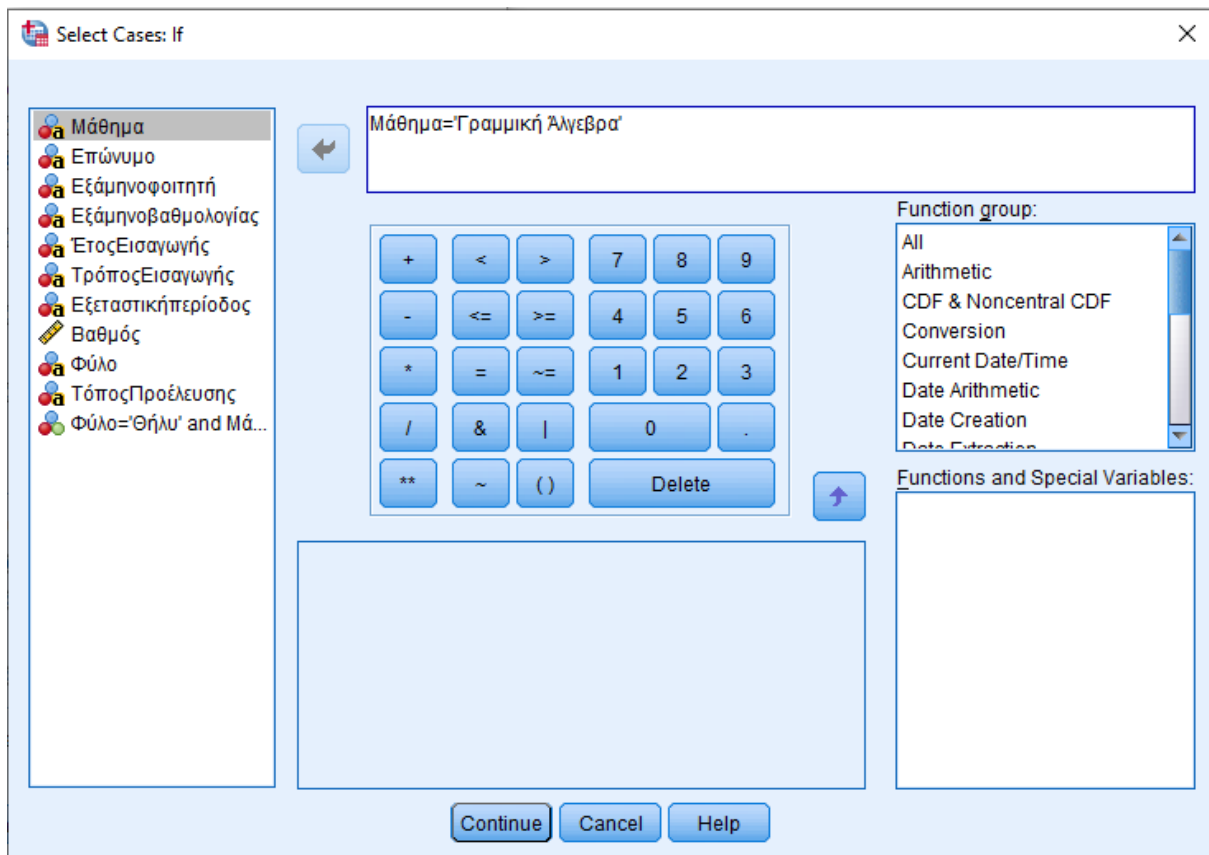 Select Cases: If
Μάθημα
Επώνυμο
Εξάμηνοφοιτητή
Εξάμηνοβαθμολογίας
ΈτοςΕισαγωγής
ΤρόποςΕισαγωγής
Εξεταστικήπερίοδος
Βαθμός
Φύλο
ΤόποςΠροέλευσης
Φύλο='Θήλυ' and Μά...
Μάθημα='Γραμμική Άλγεβρα'
+ < > 7 8 9
- <= >= 4 5 6
* = ~= 1 2 3
/ & | 0 .
** ~ ( ) Delete
Function group:
All
Arithmetic
CDF & Noncentral CDF
Conversion
Current Date/Time
Date Arithmetic
Date Creation
Date Extraction
Functions and Special Variables:
Continue Cancel Help